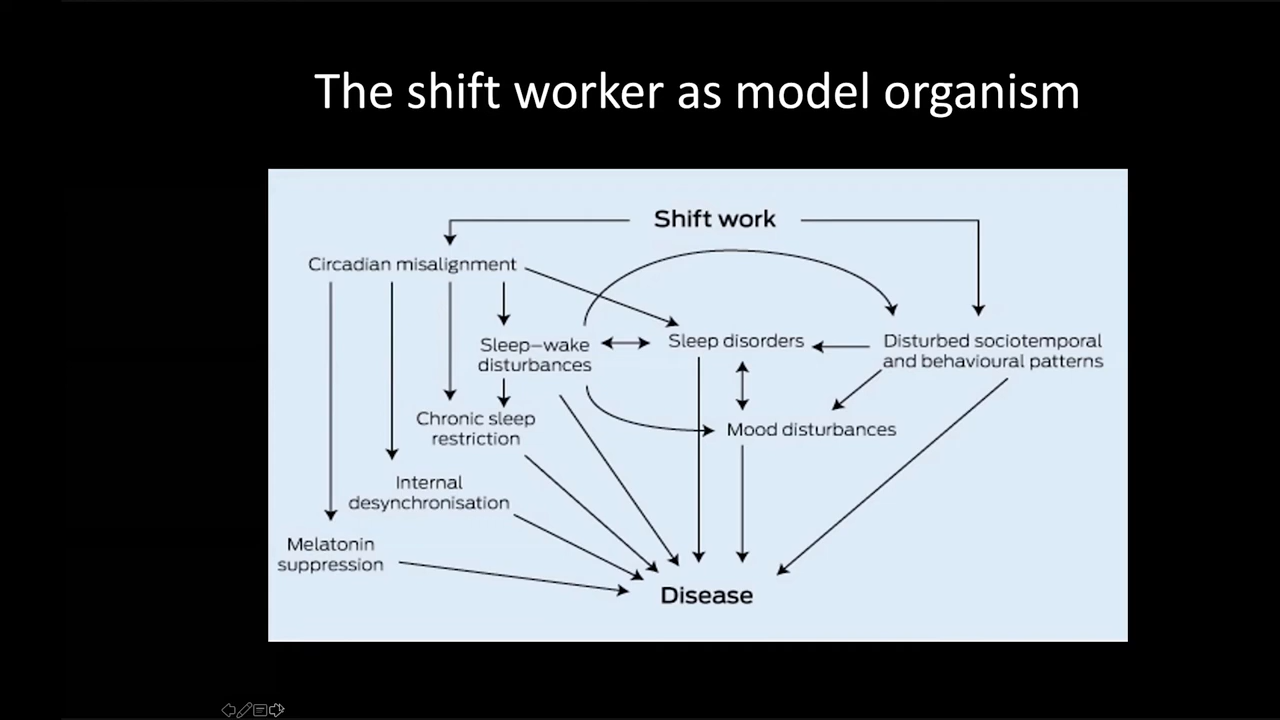 The shift worker as model organism
Shift work
Circadian misalignment
Sleep–wake
disturbances
Sleep disorders
Disturbed sociotemporal
and behavioural patterns
Chronic sleep
restriction
Mood disturbances
Internal
desynchronisation
Melatonin
suppression
Disease